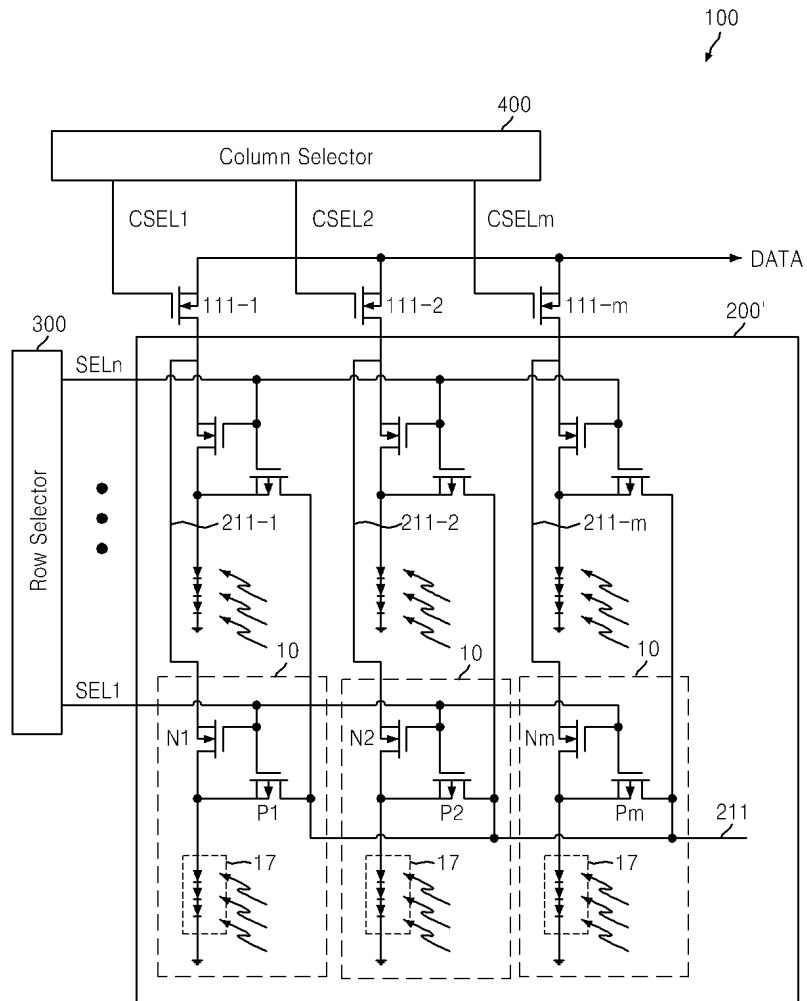 100
400
Column Selector
CSEL1 CSEL2 CSELm
DATA
111-1 111-2 111-m
200'
300
SELn
Row Selector
211-1 211-2 211-m
10 10 10
SEL1
N1 N2 Nm
P1 P2 Pm
211
17 17 17